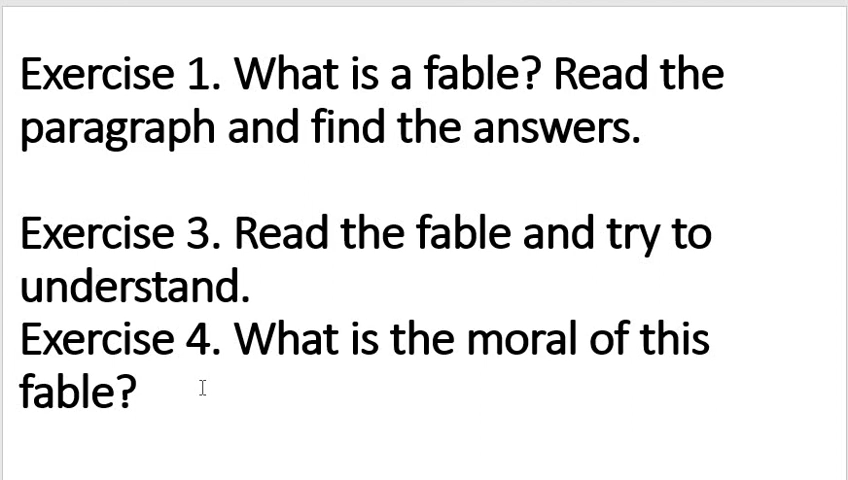 Exercise 1. What is a fable? Read the
paragraph and find the answers.
Exercise 3. Read the fable and try to
understand.
Exercise 4. What is the moral of this
fable?